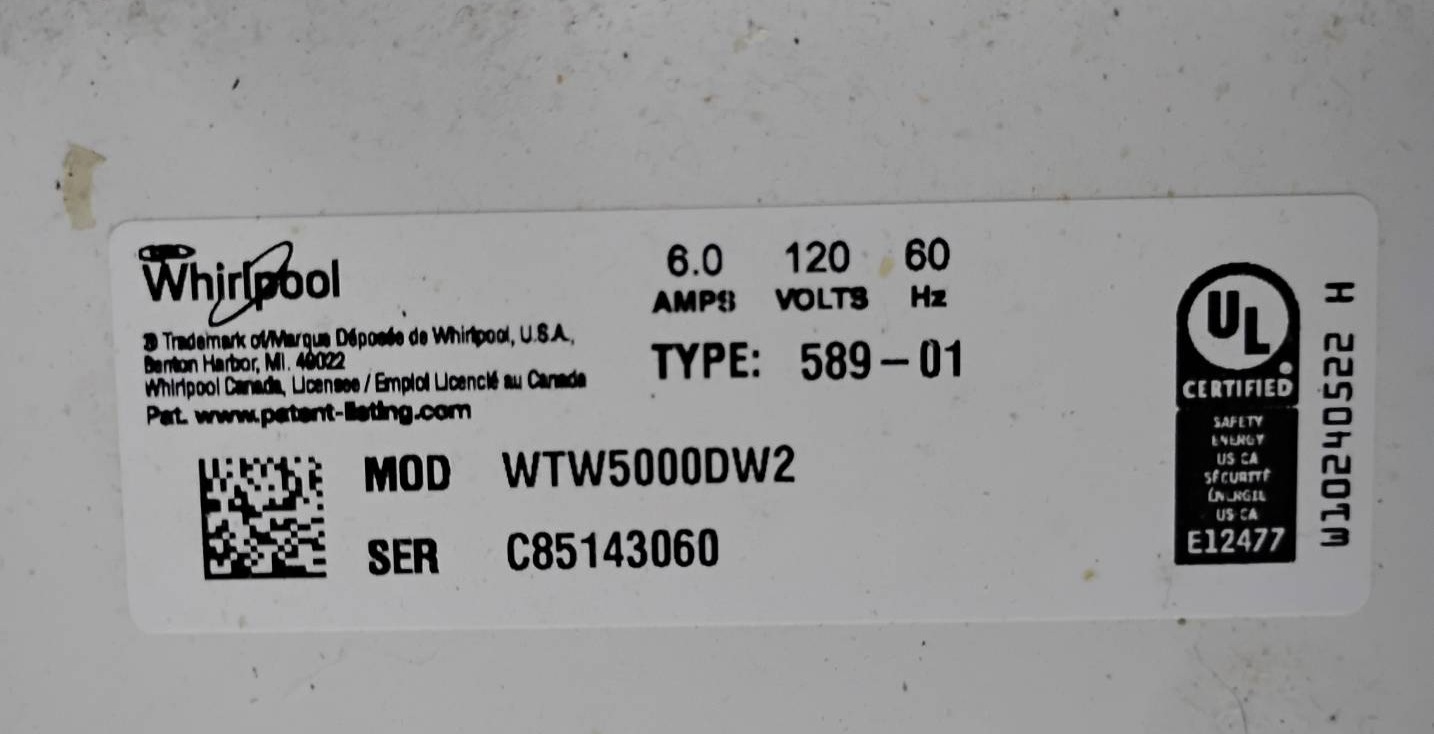 Whirlpool
® Trademark of/Marque Déposée de Whirlpool, U.S.A.,
Benton Harbor, MI. 49022
Whirlpool Canada, Licensee / Emploi Licencié au Canada
Pat. www.patent-listing.com
6.0 120 60
AMPS VOLTS Hz
TYPE: 589-01
MOD WTW5000DW2
SER C85143060
UL
®
CERTIFIED
SAFETY
ENERGY
US CA
SÉCURITÉ
ÉNERGIE
US CA
E12477
W10240522 H